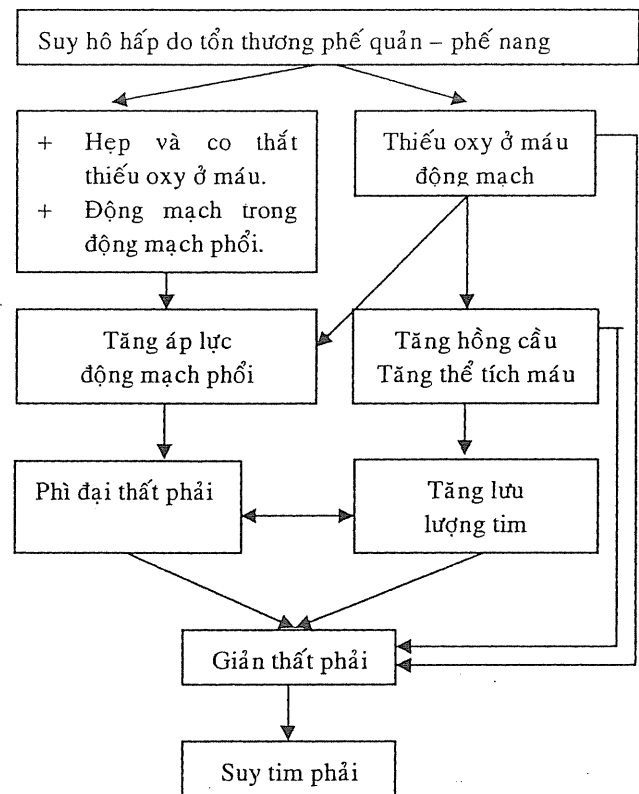 Suy hô hấp do tổn thương phế quản – phế nang
+ Hẹp và co thắt
thiếu oxy ở máu.
+ Động mạch trong
động mạch phổi.
Thiếu oxy ở máu
động mạch
Tăng áp lực
động mạch phổi
Tăng hồng cầu
Tăng thể tích máu
Phì đại thất phải
Tăng lưu
lượng tim
Giản thất phải
Suy tim phải